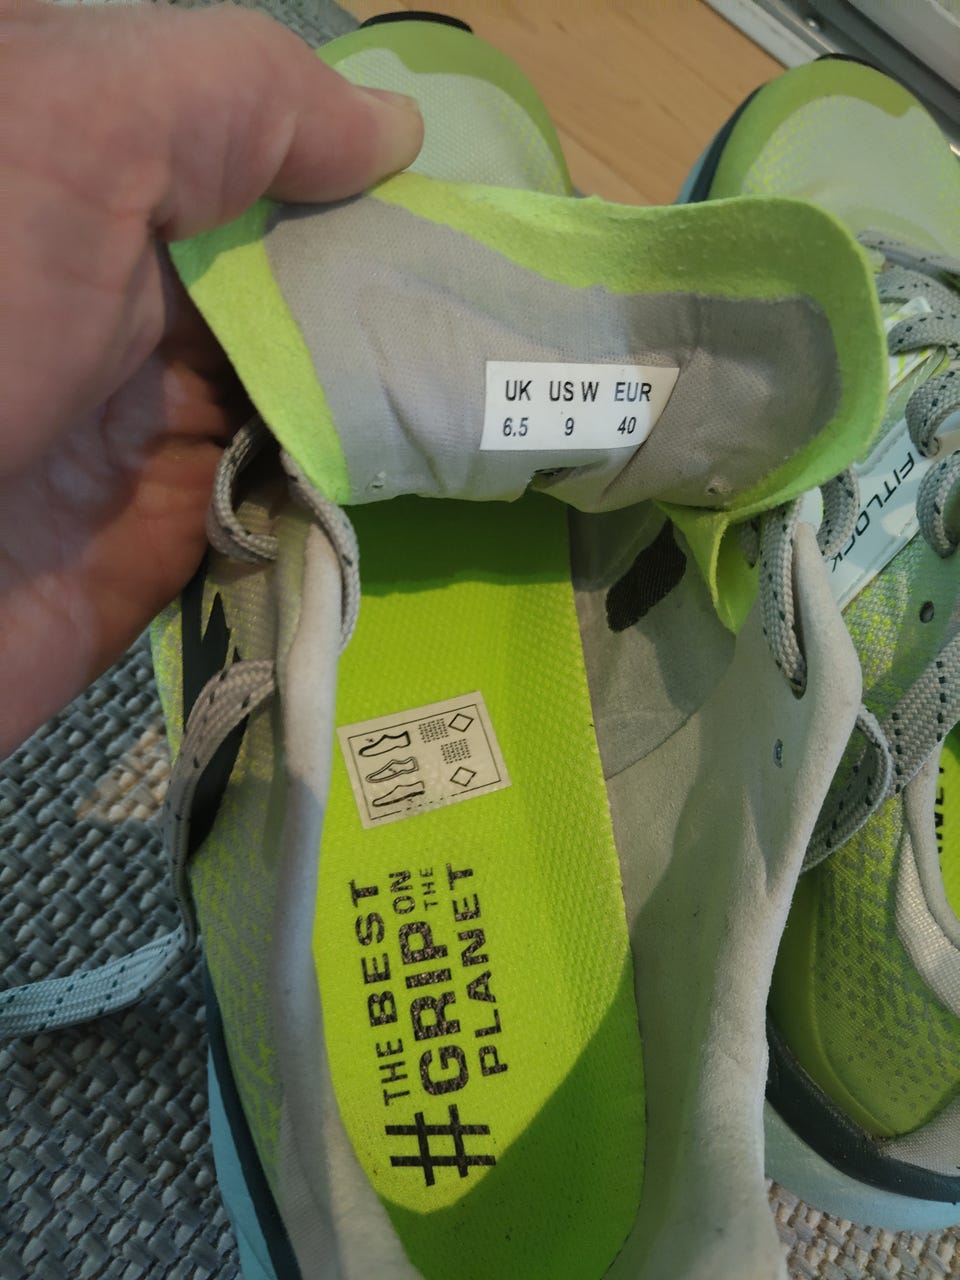 UK US W EUR
6.5 9 40
FITLOCK
THE BEST
#GRIP ON
THE
PLANET